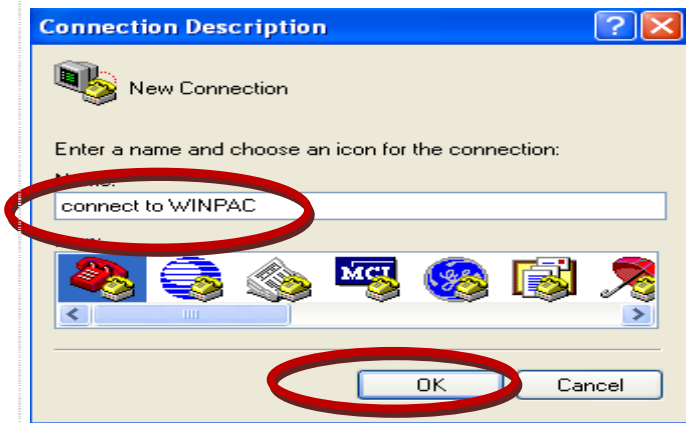 Connection Description
New Connection
Enter a name and choose an icon for the connection:
Name:
connect to WINPAC
MCI
OK
Cancel